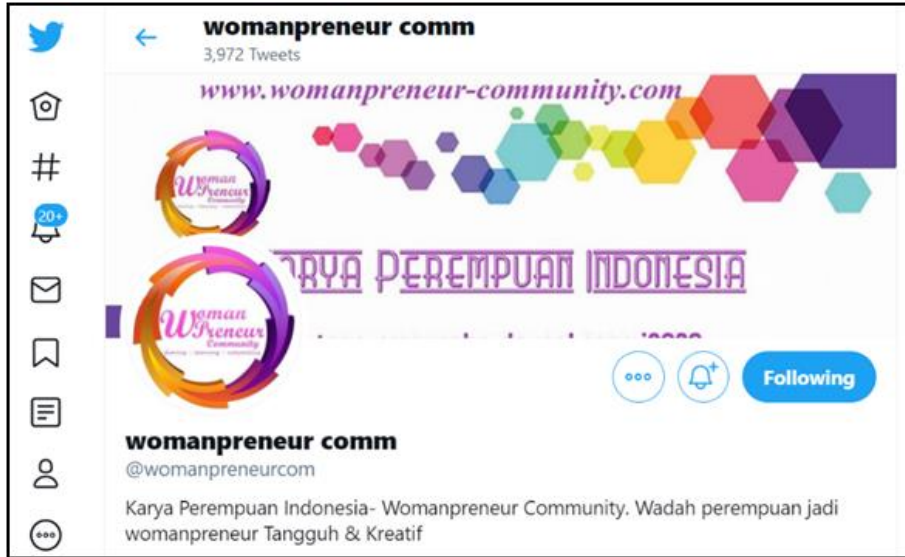 womanpreneur comm
3,972 Tweets
www.womanpreneur-community.com
Woman
Preneur
Community
20+
PEREMPUAN INDONESIA
Woman
Preneur
Community
Following
womanpreneur comm
@womanpreneurcom
Karya Perempuan Indonesia- Womanpreneur Community. Wadah perempuan jadi
womanpreneur Tangguh & Kreatif